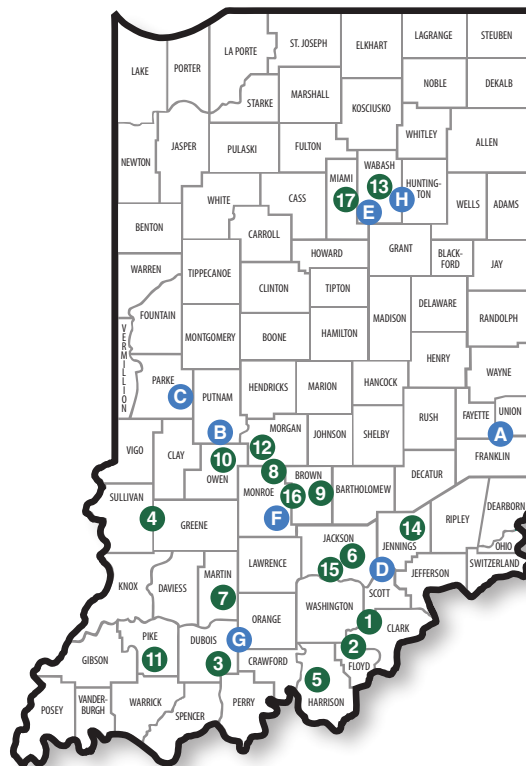 LAKE
PORTER
LA PORTE
ST. JOSEPH
ELKHART
LAGRANGE
STEUBEN
NOBLE
DEKALB
STARKE
MARSHALL
KOSCIUSKO
WHITLEY
ALLEN
NEWTON
JASPER
PULASKI
FULTON
MIAMI
WABASH
HUNTING-
TON
WELLS
ADAMS
17
13
E
H
BENTON
WHITE
CARROLL
CASS
HOWARD
GRANT
BLACK-
FORD
JAY
WARREN
TIPPECANOE
CLINTON
TIPTON
MADISON
DELAWARE
RANDOLPH
FOUNTAIN
VERMILLION
MONTGOMERY
BOONE
HAMILTON
HENRY
WAYNE
PARKE
C
PUTNAM
B
HENDRICKS
MARION
HANCOCK
RUSH
FAYETTE
UNION
A
FRANKLIN
VIGO
CLAY
10
OWEN
MORGAN
12
JOHNSON
SHELBY
DECATUR
8
SULLIVAN
4
GREENE
MONROE
F
BROWN
16
9
BARTHOLOMEW
14
JENNINGS
RIPLEY
DEARBORN
OHIO
SWITZERLAND
JEFFERSON
KNOX
DAVIESS
MARTIN
7
LAWRENCE
JACKSON
6
15
D
SCOTT
WASHINGTON
ORANGE
G
1
CLARK
2
FLOYD
GIBSON
PIKE
11
DUBOIS
3
CRAWFORD
5
HARRISON
POSEY
VANDER-
BURGH
WARRICK
SPENCER
PERRY